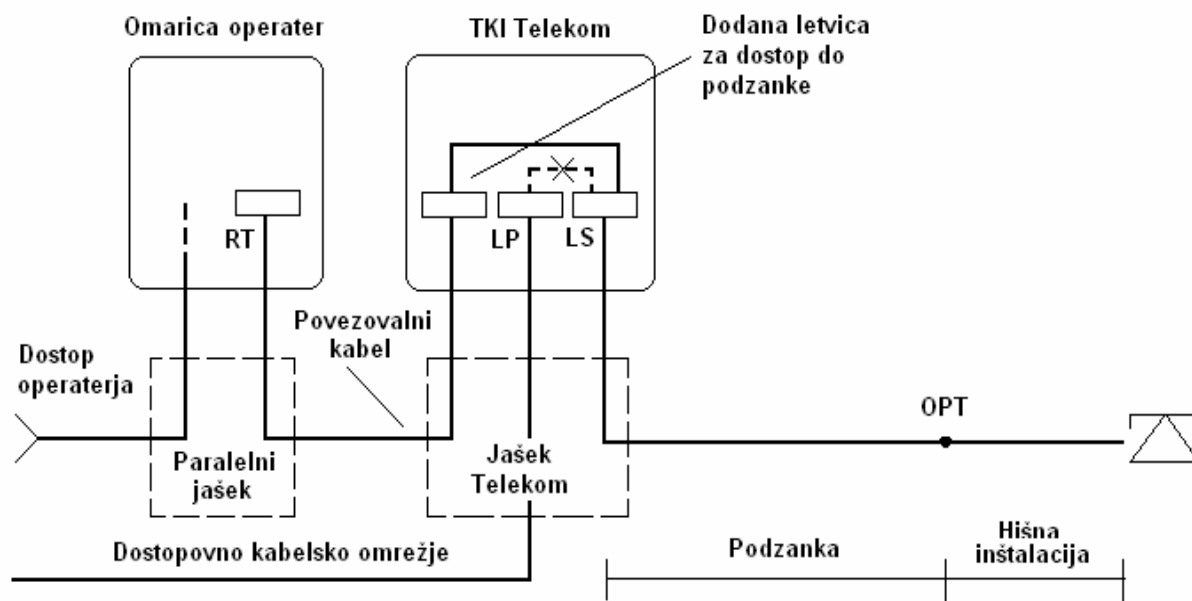 Omarica operater
TKI Telekom
Dodana letvica
za dostop do
podzanke
RT
LP
LS
Povezovalni
kabel
Dostop
operaterja
OPT
Paralelni
jašek
Jašek
Telekom
Dostopovno kabelsko omrežje
Podzanka
Hišna
inštalacija